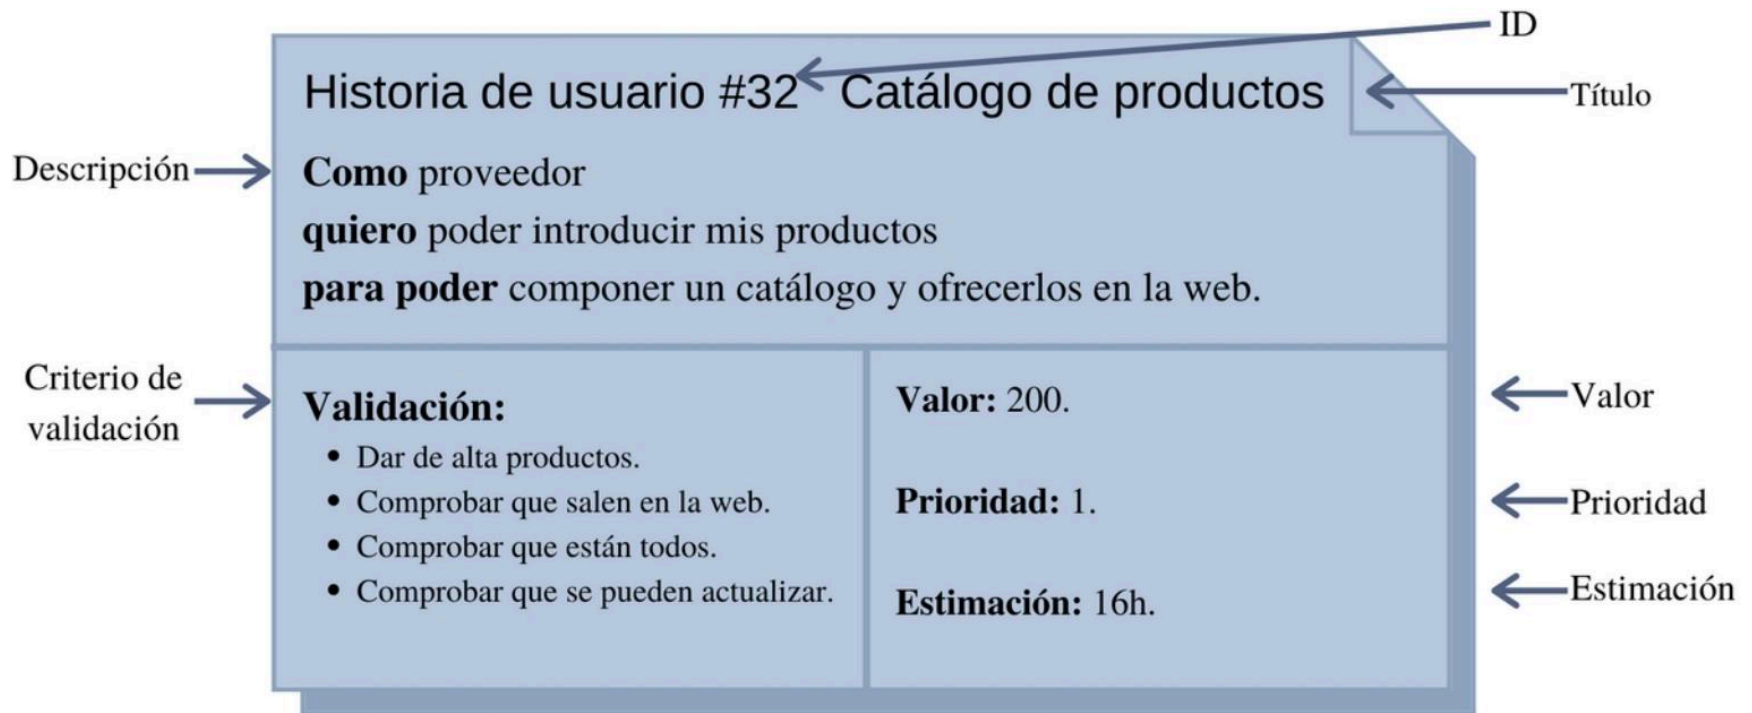 ID
Historia de usuario #32 Catálogo de productos
Título
Descripción
Como proveedor
quiero poder introducir mis productos
para poder componer un catálogo y ofrecerlos en la web.
Criterio de
validación
Validación:
• Dar de alta productos.
• Comprobar que salen en la web.
• Comprobar que están todos.
• Comprobar que se pueden actualizar.
Valor: 200.
Valor
Prioridad: 1.
Prioridad
Estimación: 16h.
Estimación